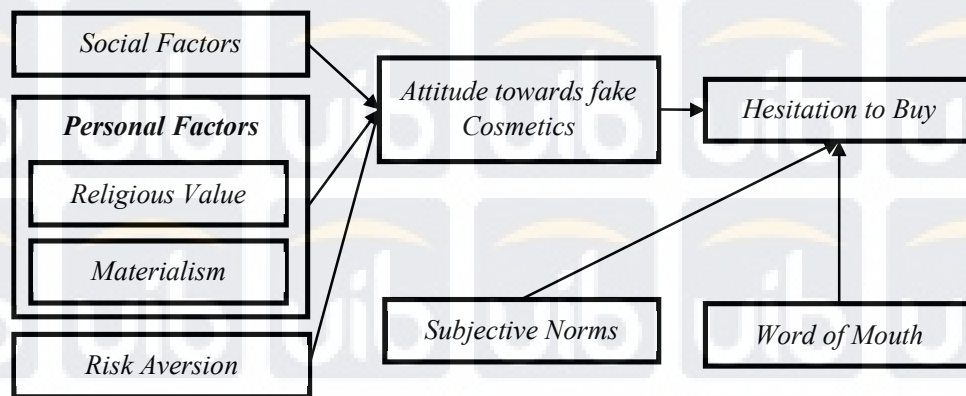 Social Factors
Personal Factors
Religious Value
Materialism
Risk Aversion
Attitude towards fake
Cosmetics
Hesitation to Buy
Subjective Norms
Word of Mouth
uib